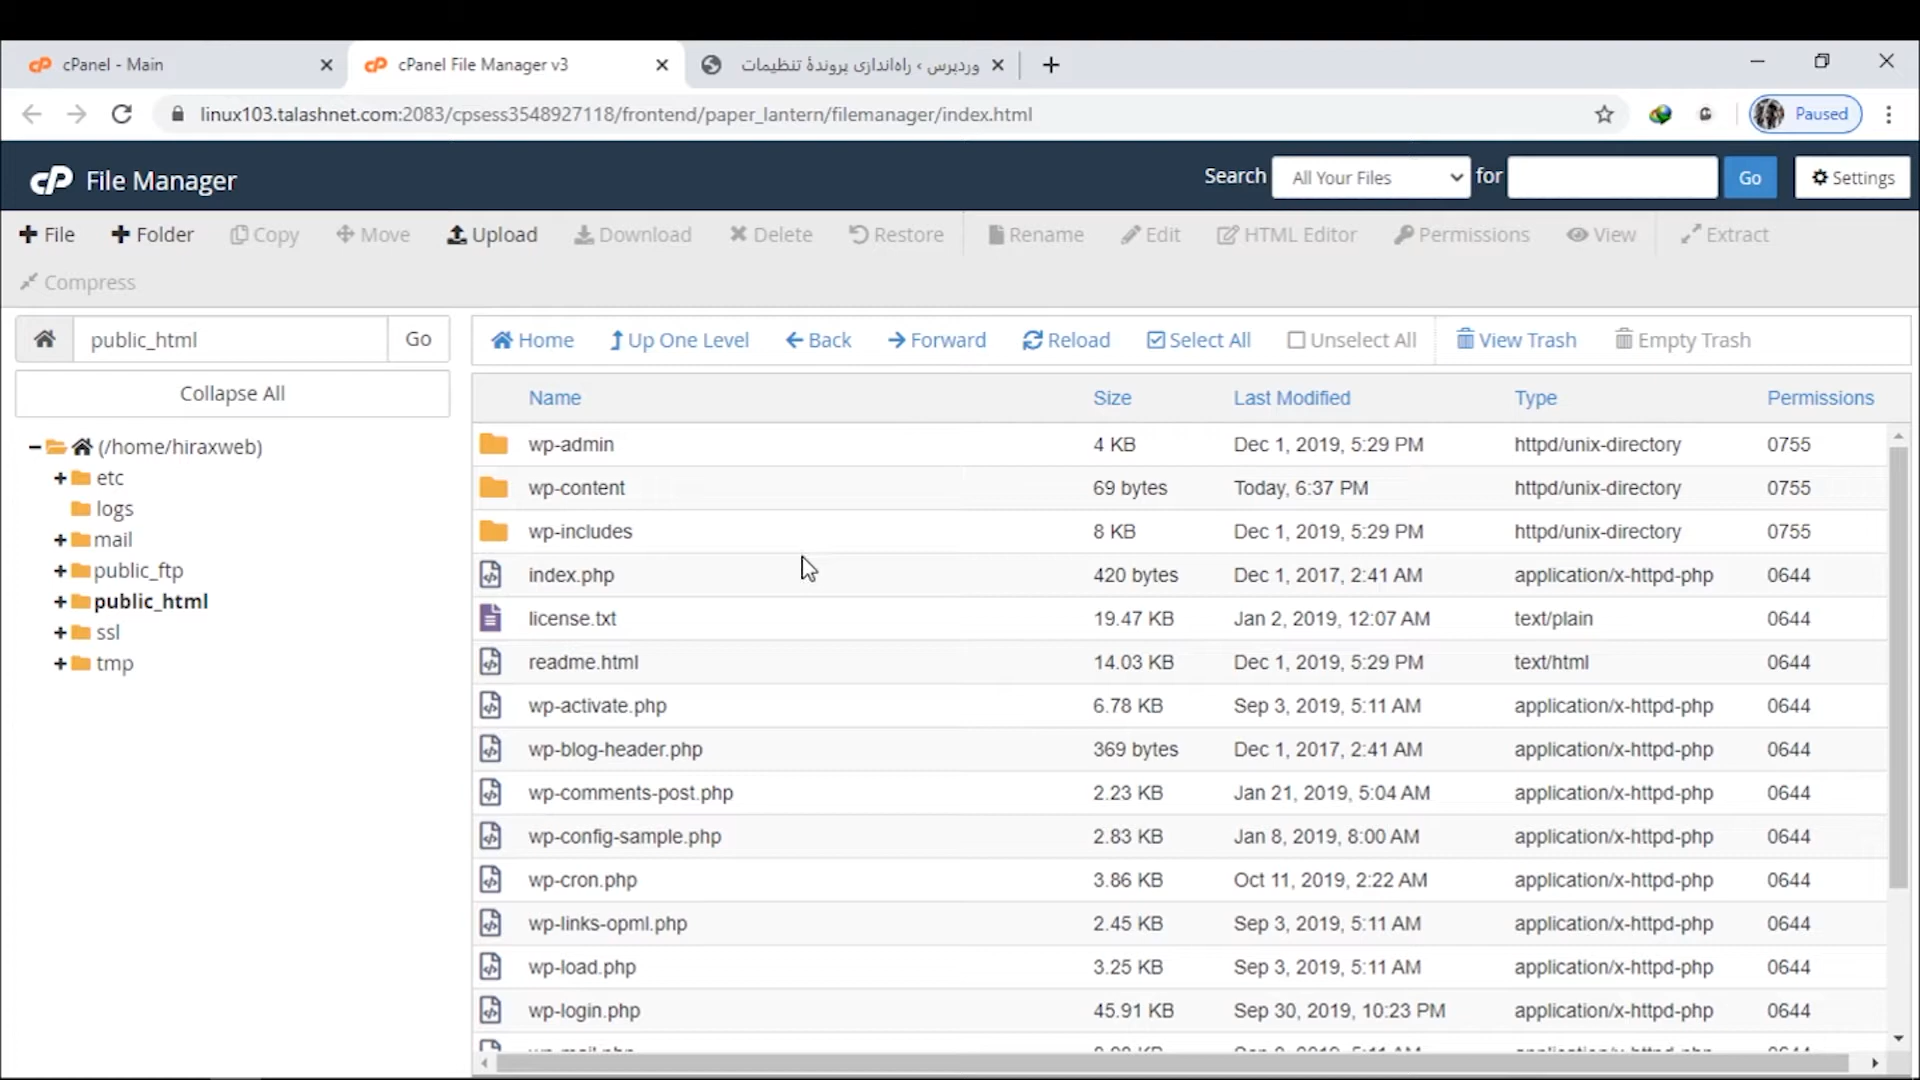 cPanel - Main
cPanel File Manager v3
وردپرس › راه‌اندازی پروندهٔ تنظیمات
linux103.talashnet.com:2083/cpsess3548927118/frontend/paper_lantern/filemanager/index.html
Paused
cP File Manager
Search All Your Files for Go Settings
File Folder Copy Move Upload Download Delete Restore Rename Edit HTML Editor Permissions View Extract
Compress
public_html Go
Collapse All
(/home/hiraxweb)
etc
logs
mail
public_ftp
public_html
ssl
tmp
Home Up One Level Back Forward Reload Select All Unselect All View Trash Empty Trash
Name Size Last Modified Type Permissions
wp-admin 4 KB Dec 1, 2019, 5:29 PM httpd/unix-directory 0755
wp-content 69 bytes Today, 6:37 PM httpd/unix-directory 0755
wp-includes 8 KB Dec 1, 2019, 5:29 PM httpd/unix-directory 0755
index.php 420 bytes Dec 1, 2017, 2:41 AM application/x-httpd-php 0644
license.txt 19.47 KB Jan 2, 2019, 12:07 AM text/plain 0644
readme.html 14.03 KB Dec 1, 2019, 5:29 PM text/html 0644
wp-activate.php 6.78 KB Sep 3, 2019, 5:11 AM application/x-httpd-php 0644
wp-blog-header.php 369 bytes Dec 1, 2017, 2:41 AM application/x-httpd-php 0644
wp-comments-post.php 2.23 KB Jan 21, 2019, 5:04 AM application/x-httpd-php 0644
wp-config-sample.php 2.83 KB Jan 8, 2019, 8:00 AM application/x-httpd-php 0644
wp-cron.php 3.86 KB Oct 11, 2019, 2:22 AM application/x-httpd-php 0644
wp-links-opml.php 2.45 KB Sep 3, 2019, 5:11 AM application/x-httpd-php 0644
wp-load.php 3.25 KB Sep 3, 2019, 5:11 AM application/x-httpd-php 0644
wp-login.php 45.91 KB Sep 30, 2019, 10:23 PM application/x-httpd-php 0644